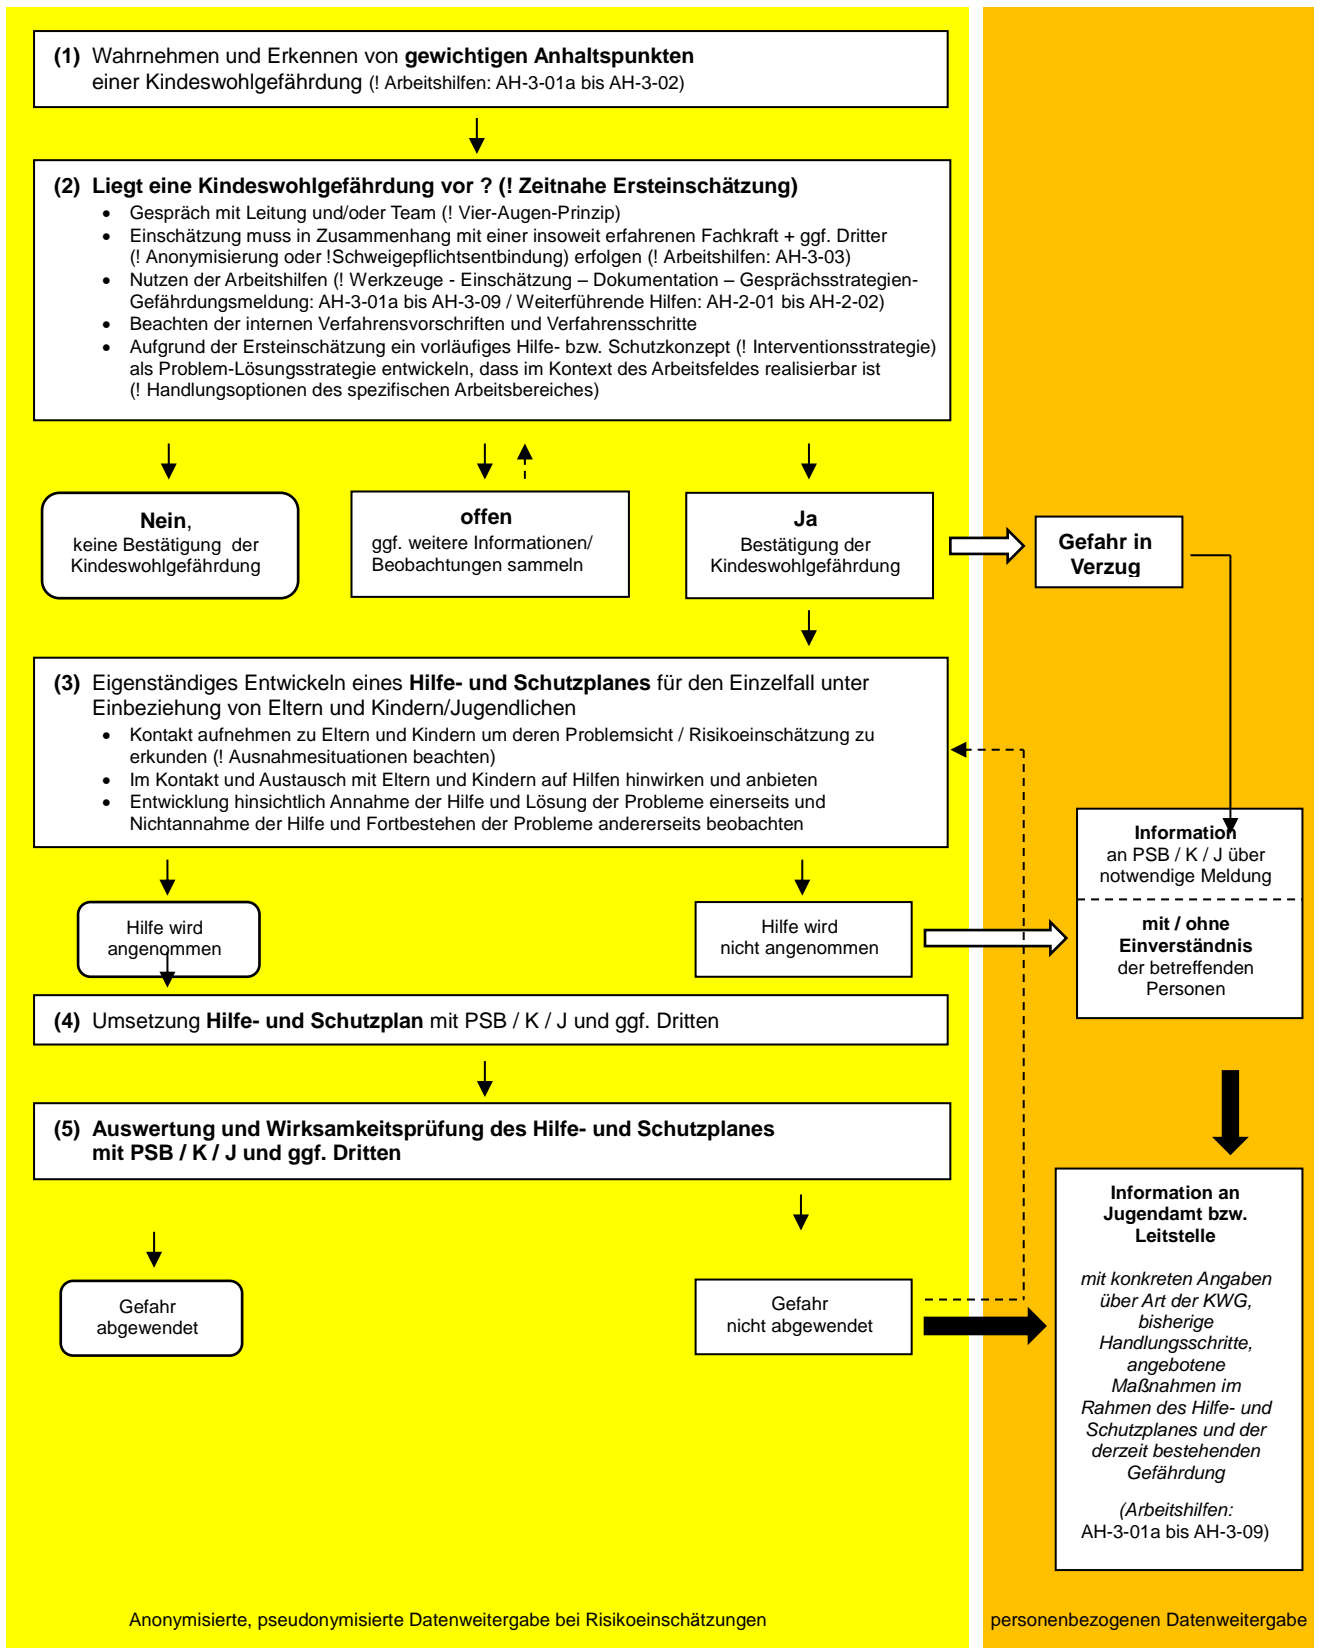 (1) Wahrnehmen und Erkennen von gewichtigen Anhaltspunkten
einer Kindeswohlgefährdung (! Arbeitshilfen: AH-3-01a bis AH-3-02)
(2) Liegt eine Kindeswohlgefährdung vor ? (! Zeitnahe Ersteinschätzung)
• Gespräch mit Leitung und/oder Team (! Vier-Augen-Prinzip)
• Einschätzung muss in Zusammenhang mit einer insoweit erfahrenen Fachkraft + ggf. Dritter
(! Anonymisierung oder !Schweigepflichtsentbindung) erfolgen (! Arbeitshilfen: AH-3-03)
• Nutzen der Arbeitshilfen (! Werkzeuge - Einschätzung – Dokumentation – Gesprächsstrategien-
Gefährdungsmeldung: AH-3-01a bis AH-3-09 / Weiterführende Hilfen: AH-2-01 bis AH-2-02)
• Beachten der internen Verfahrensvorschriften und Verfahrensschritte
• Aufgrund der Ersteinschätzung ein vorläufiges Hilfe- bzw. Schutzkonzept (! Interventionsstrategie)
als Problem-Lösungsstrategie entwickeln, dass im Kontext des Arbeitsfeldes realisierbar ist
(! Handlungsoptionen des spezifischen Arbeitsbereiches)
Nein,
keine Bestätigung der
Kindeswohlgefährdung
offen
ggf. weitere Informationen/
Beobachtungen sammeln
Ja
Bestätigung der
Kindeswohlgefährdung
Gefahr in
Verzug
(3) Eigenständiges Entwickeln eines Hilfe- und Schutzplanes für den Einzelfall unter
Einbeziehung von Eltern und Kindern/Jugendlichen
• Kontakt aufnehmen zu Eltern und Kindern um deren Problemsicht / Risikoeinschätzung zu
erkunden (! Ausnahmesituationen beachten)
• Im Kontakt und Austausch mit Eltern und Kindern auf Hilfen hinwirken und anbieten
• Entwicklung hinsichtlich Annahme der Hilfe und Lösung der Probleme einerseits und
Nichtannahme der Hilfe und Fortbestehen der Probleme andererseits beobachten
Hilfe wird
angenommen
Hilfe wird
nicht angenommen
Information
an PSB / K / J über
notwendige Meldung
mit / ohne
Einverständnis
der betreffenden
Personen
(4) Umsetzung Hilfe- und Schutzplan mit PSB / K / J und ggf. Dritten
(5) Auswertung und Wirksamkeitsprüfung des Hilfe- und Schutzplanes
mit PSB / K / J und ggf. Dritten
Gefahr
abgewendet
Gefahr
nicht abgewendet
Information an
Jugendamt bzw.
Leitstelle
mit konkreten Angaben
über Art der KWG,
bisherige
Handlungsschritte,
angebotene
Maßnahmen im
Rahmen des Hilfe- und
Schutzplanes und der
derzeit bestehenden
Gefährdung
(Arbeitshilfen:
AH-3-01a bis AH-3-09)
Anonymisierte, pseudonymisierte Datenweitergabe bei Risikoeinschätzungen
personenbezogenen Datenweitergabe